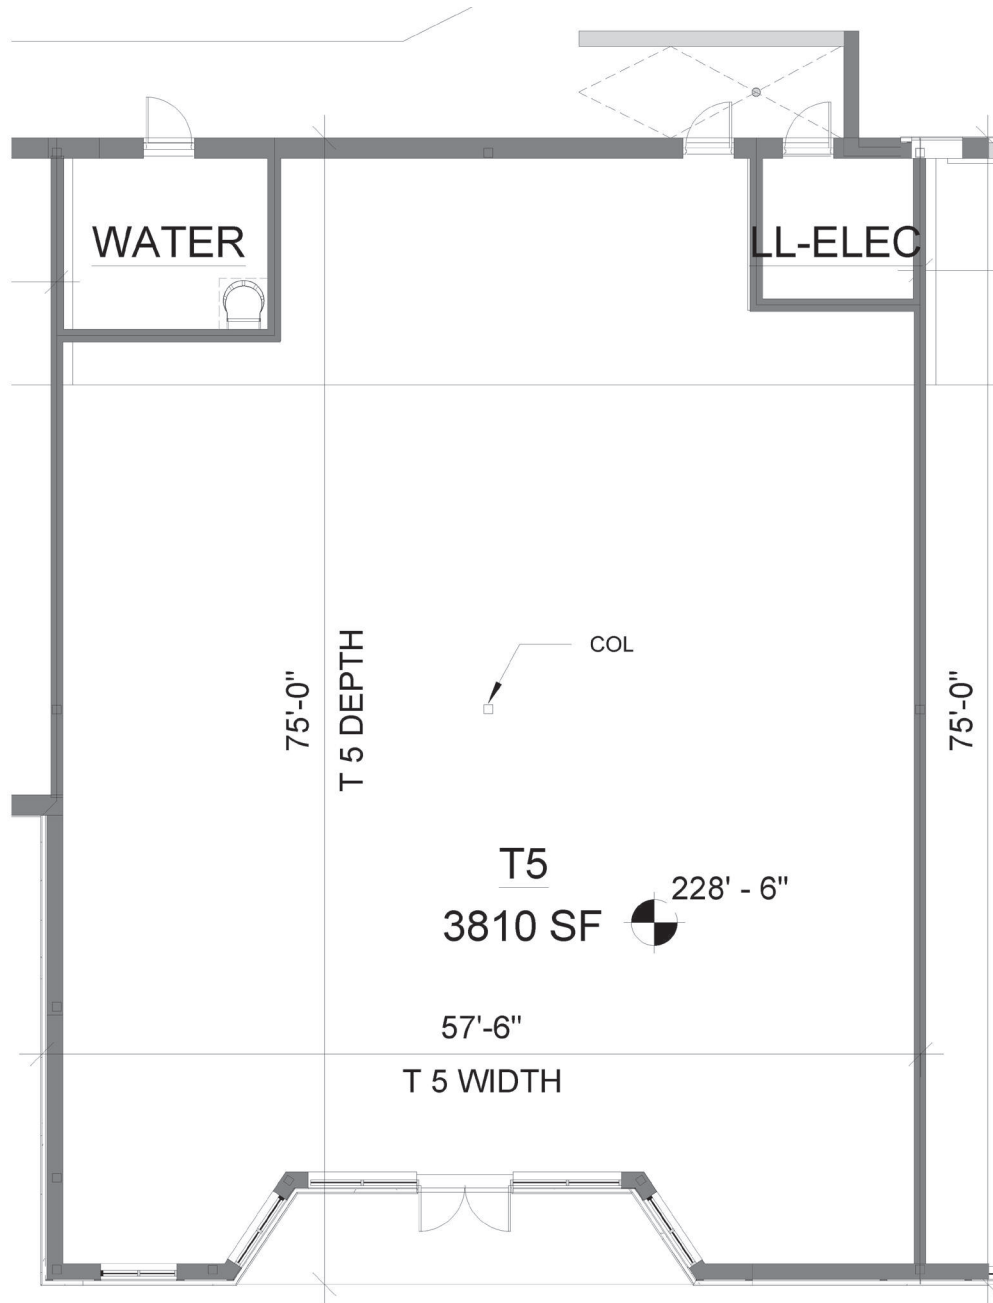 WATER
LL-ELEC
COL
75'-0"
T 5 DEPTH
75'-0"
T5
3810 SF
228' - 6"
57'-6"
T 5 WIDTH